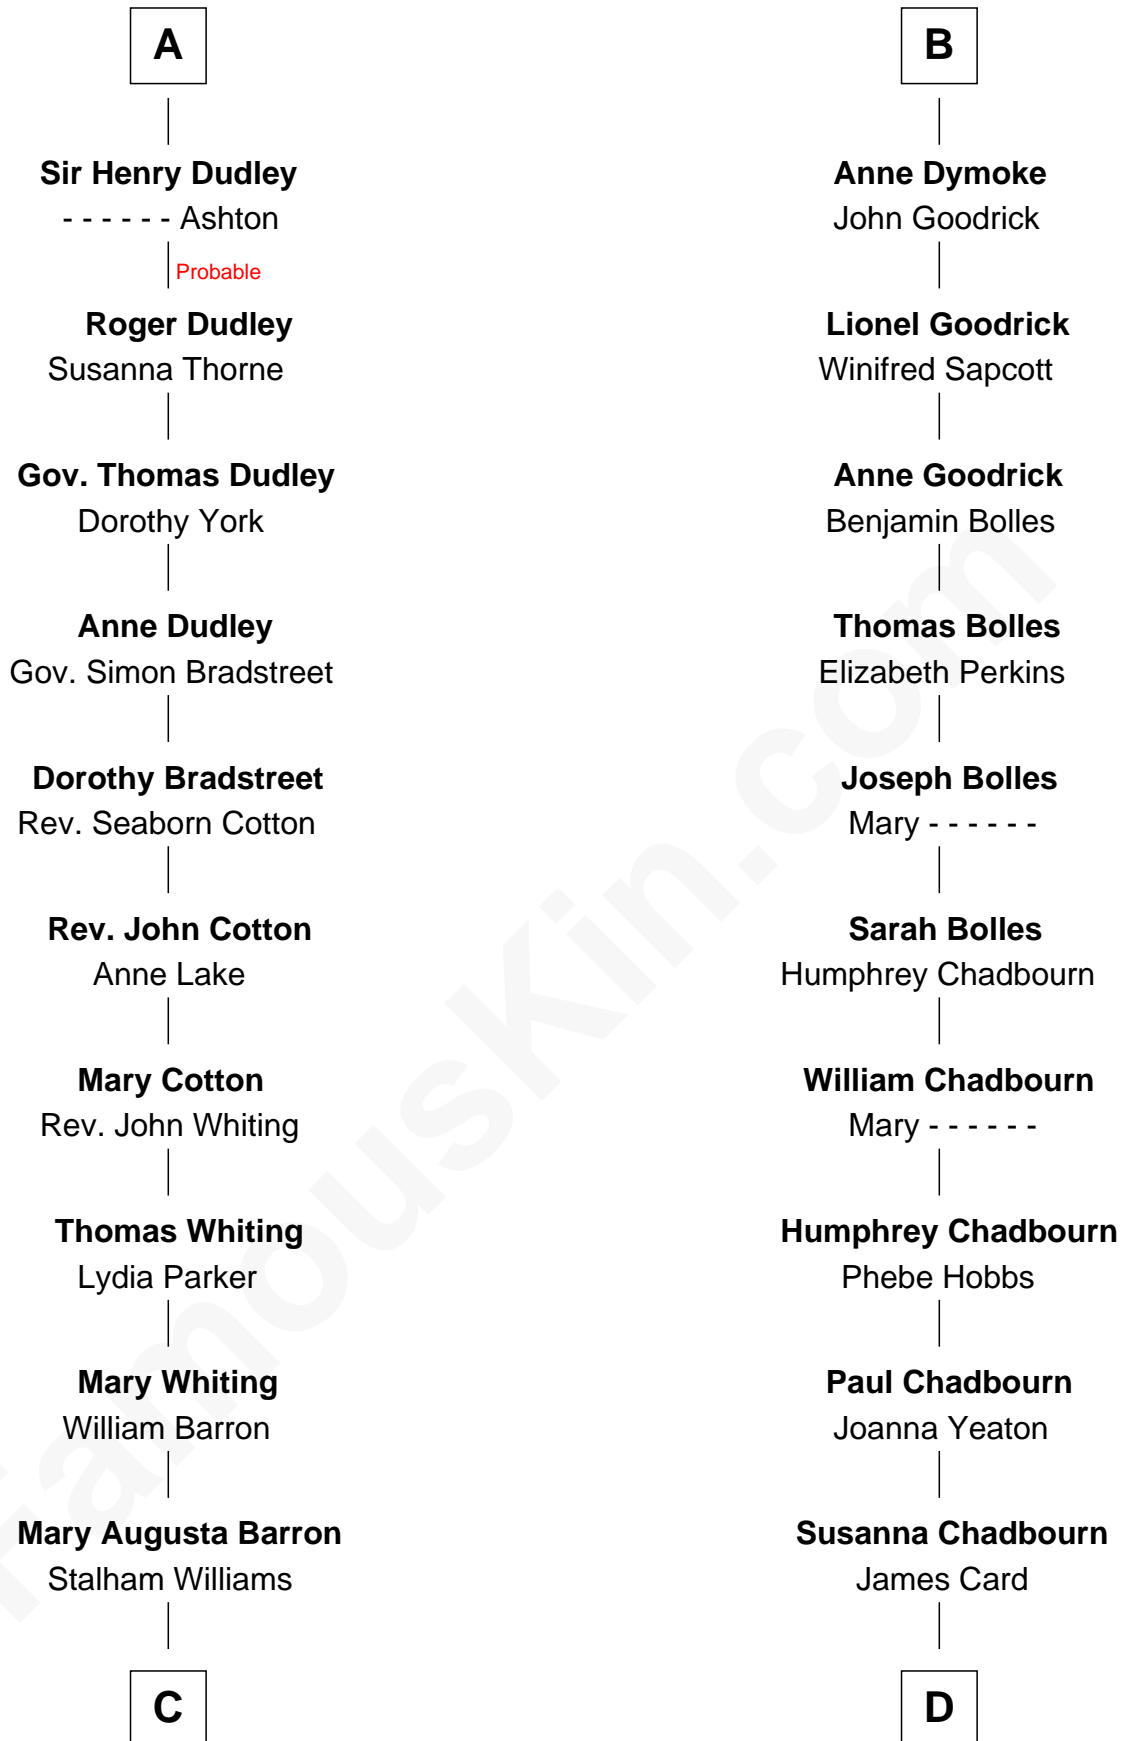 A
Sir Henry Dudley
- - - - - - Ashton
Probable
Roger Dudley
Susanna Thorne
Gov. Thomas Dudley
Dorothy York
Anne Dudley
Gov. Simon Bradstreet
Dorothy Bradstreet
Rev. Seaborn Cotton
Rev. John Cotton
Anne Lake
Mary Cotton
Rev. John Whiting
Thomas Whiting
Lydia Parker
Mary Whiting
William Barron
Mary Augusta Barron
Stalham Williams
C
B
Anne Dymoke
John Goodrick
Lionel Goodrick
Winifred Sapcott
Anne Goodrick
Benjamin Bolles
Thomas Bolles
Elizabeth Perkins
Joseph Bolles
Mary - - - - - -
Sarah Bolles
Humphrey Chadbourn
William Chadbourn
Mary - - - - - -
Humphrey Chadbourn
Phebe Hobbs
Paul Chadbourn
Joanna Yeaton
Susanna Chadbourn
James Card
D
FamousKin.com